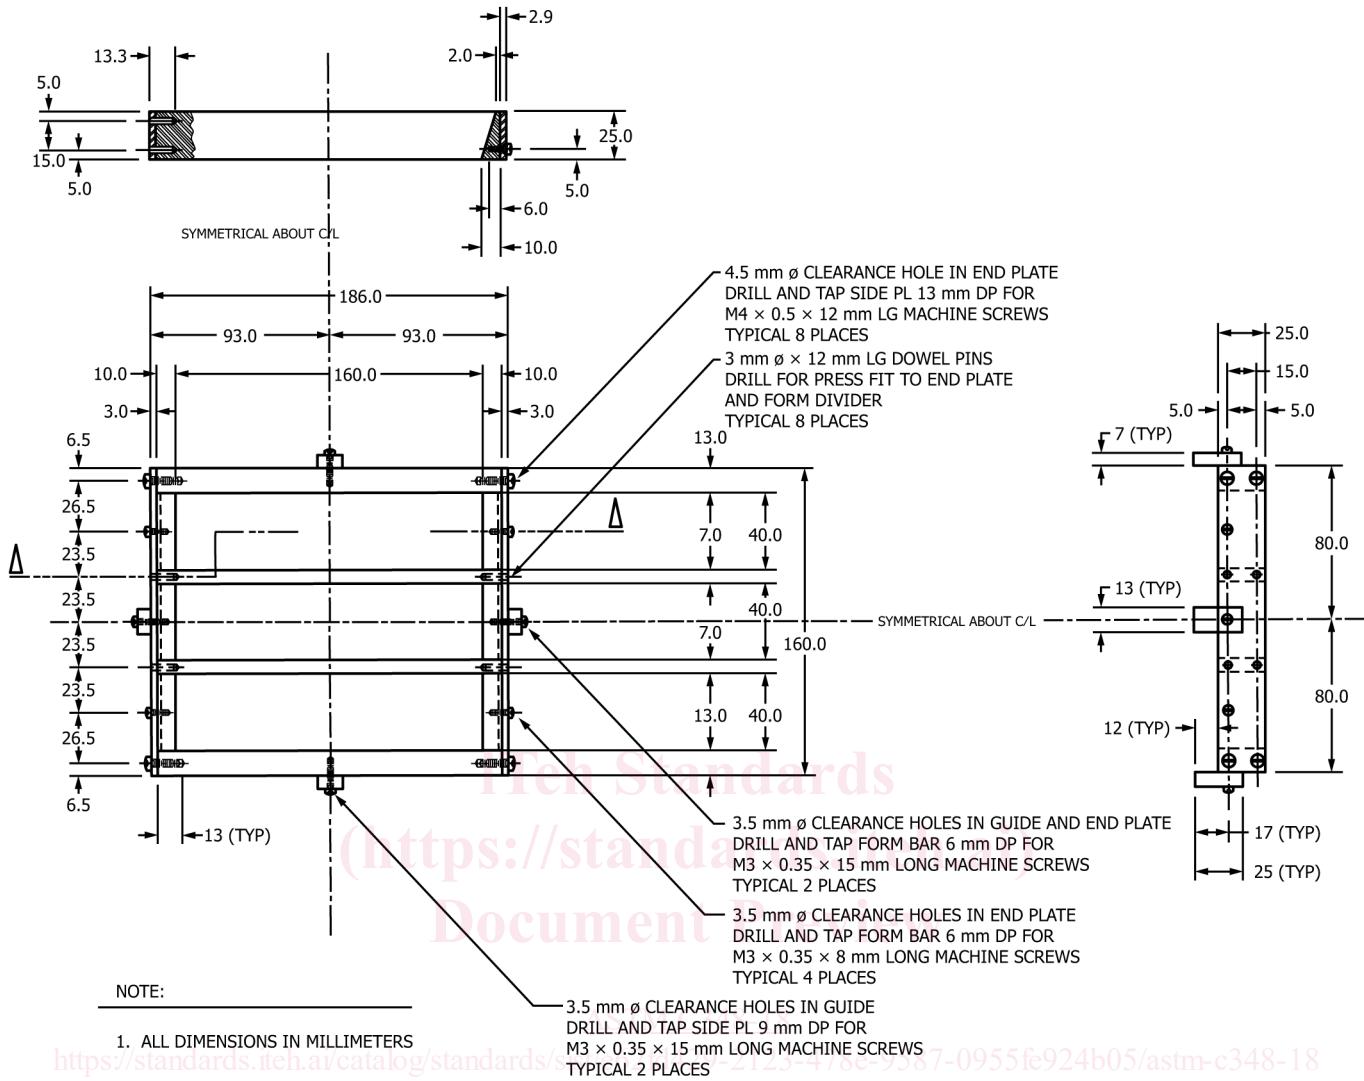 2.9
13.3
2.0
5.0
25.0
15.0
5.0
5.0
6.0
SYMMETRICAL ABOUT C/L
10.0
4.5 mm ø CLEARANCE HOLE IN END PLATE
DRILL AND TAP SIDE PL 13 mm DP FOR
M4 × 0.5 × 12 mm LG MACHINE SCREWS
TYPICAL 8 PLACES
186.0
93.0
93.0
25.0
3 mm ø × 12 mm LG DOWEL PINS
DRILL FOR PRESS FIT TO END PLATE
AND FORM DIVIDER
TYPICAL 8 PLACES
10.0
160.0
10.0
15.0
3.0
3.0
5.0
5.0
6.5
13.0
7 (TYP)
26.5
23.5
7.0
40.0
80.0
23.5
13 (TYP)
40.0
SYMMETRICAL ABOUT C/L
7.0
160.0
23.5
23.5
13.0
40.0
80.0
26.5
12 (TYP)
6.5
iTeh Standards
13 (TYP)
3.5 mm ø CLEARANCE HOLES IN GUIDE AND END PLATE
DRILL AND TAP FORM BAR 6 mm DP FOR
M3 × 0.35 × 15 mm LONG MACHINE SCREWS
TYPICAL 2 PLACES
17 (TYP)
25 (TYP)
(https://standards.iteh.ai)
Document Preview
3.5 mm ø CLEARANCE HOLES IN END PLATE
DRILL AND TAP FORM BAR 6 mm DP FOR
M3 × 0.35 × 8 mm LONG MACHINE SCREWS
TYPICAL 4 PLACES
NOTE:
1. ALL DIMENSIONS IN MILLIMETERS
3.5 mm ø CLEARANCE HOLES IN GUIDE
DRILL AND TAP SIDE PL 9 mm DP FOR
M3 × 0.35 × 15 mm LONG MACHINE SCREWS
TYPICAL 2 PLACES